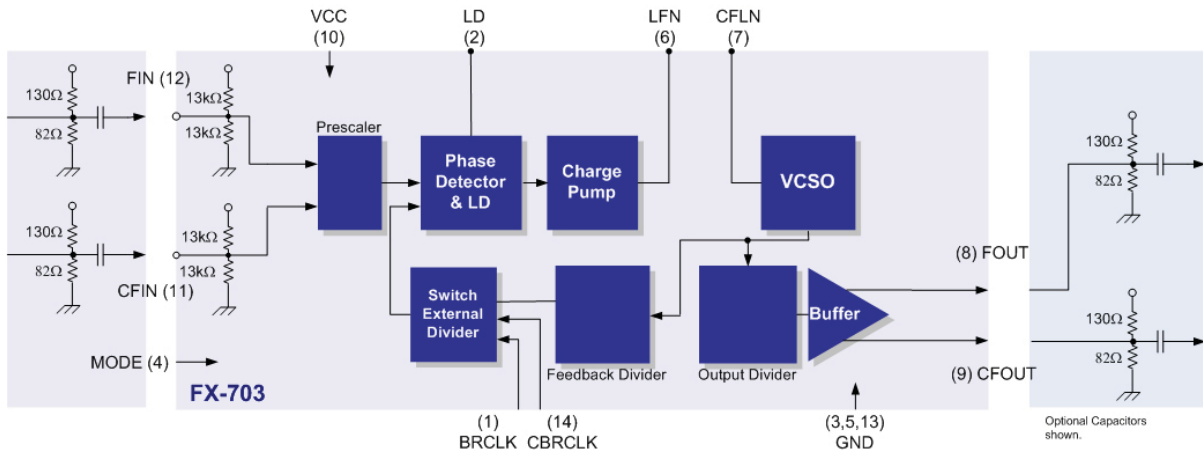 VCC
(10)
LD
(2)
LFN
(6)
CFLN
(7)
FIN (12)
130Ω
82Ω
13kΩ
13kΩ
Prescaler
Phase
Detector
& LD
Charge
Pump
VCSO
130Ω
82Ω
130Ω
82Ω
13kΩ
13kΩ
CFIN (11)
(8) FOUT
Switch
External
Divider
Buffer
130Ω
82Ω
MODE (4)
Feedback Divider
Output Divider
(9) CFOUT
FX-703
(1)
BRCLK
(14)
CBRCLK
(3,5,13)
GND
Optional Capacitors
shown.